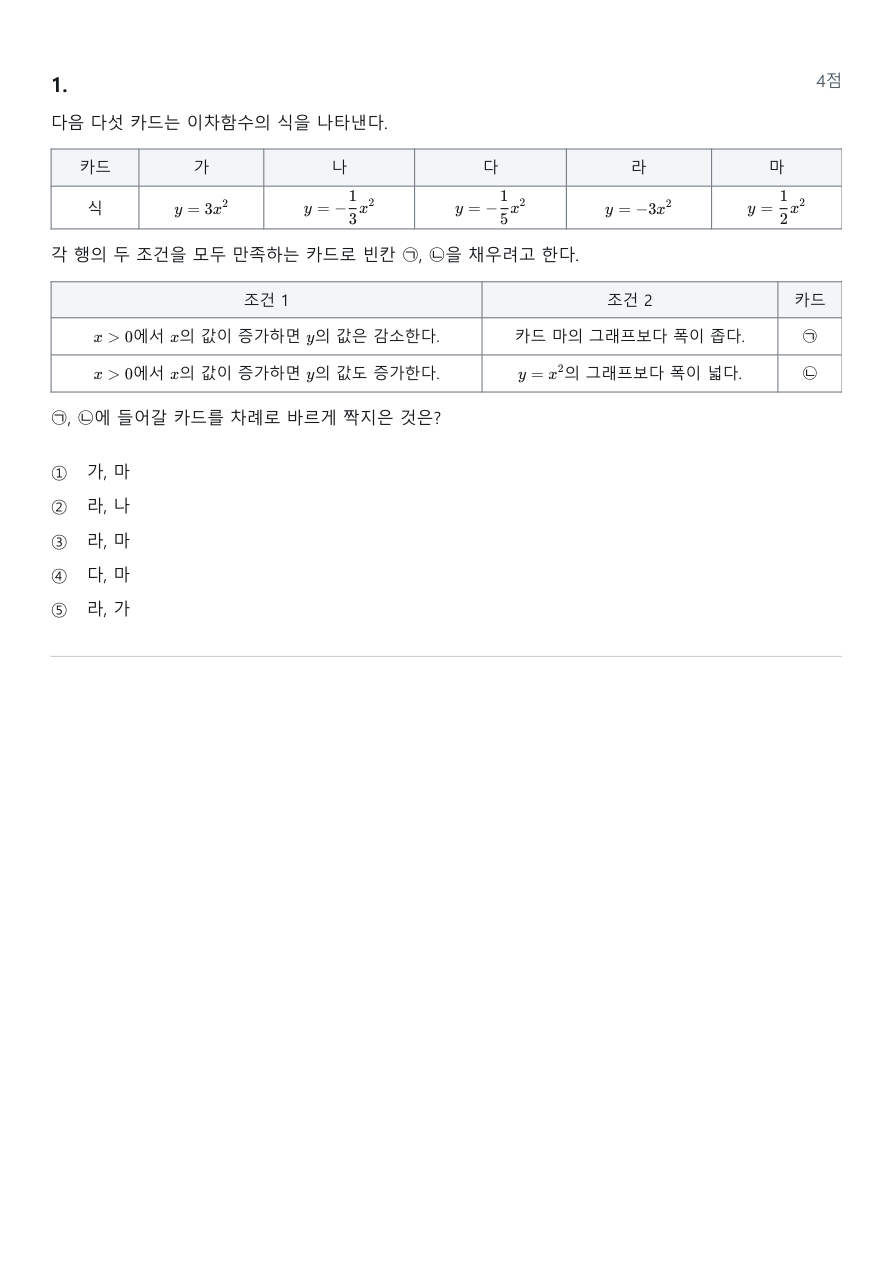 1.
4점
다음 다섯 카드는 이차함수의 식을 나타낸다.
카드 가 나 다 라 마
식 y = 3x² y = −1/3x² y = −1/5x² y = −3x² y = 1/2x²
각 행의 두 조건을 모두 만족하는 카드로 빈칸 ㉠, ㉡을 채우려고 한다.
조건 1 조건 2 카드
x > 0에서 x의 값이 증가하면 y의 값은 감소한다. 카드 마의 그래프보다 폭이 좁다. ㉠
x > 0에서 x의 값이 증가하면 y의 값도 증가한다. y = x²의 그래프보다 폭이 넓다. ㉡
㉠, ㉡에 들어갈 카드를 차례로 바르게 짝지은 것은?
① 가, 마
② 라, 나
③ 라, 마
④ 다, 마
⑤ 라, 가